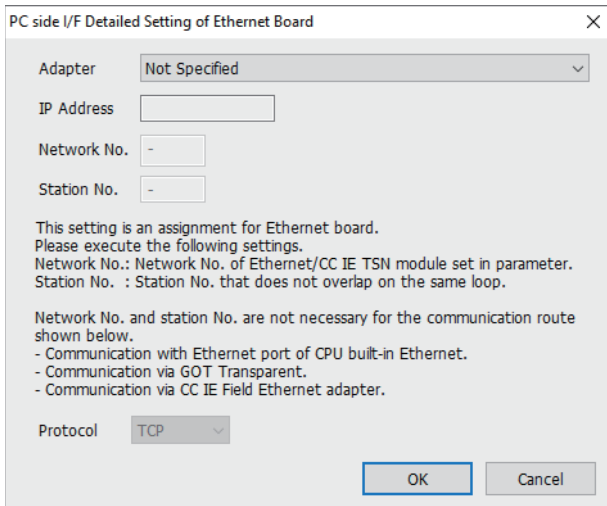 PC side I/F Detailed Setting of Ethernet Board
Adapter Not Specified
IP Address
Network No. -
Station No. -
This setting is an assignment for Ethernet board.
Please execute the following settings.
Network No.: Network No. of Ethernet/CC IE TSN module set in parameter.
Station No. : Station No. that does not overlap on the same loop.
Network No. and station No. are not necessary for the communication route
shown below.
- Communication with Ethernet port of CPU built-in Ethernet.
- Communication via GOT Transparent.
- Communication via CC IE Field Ethernet adapter.
Protocol TCP
OK Cancel